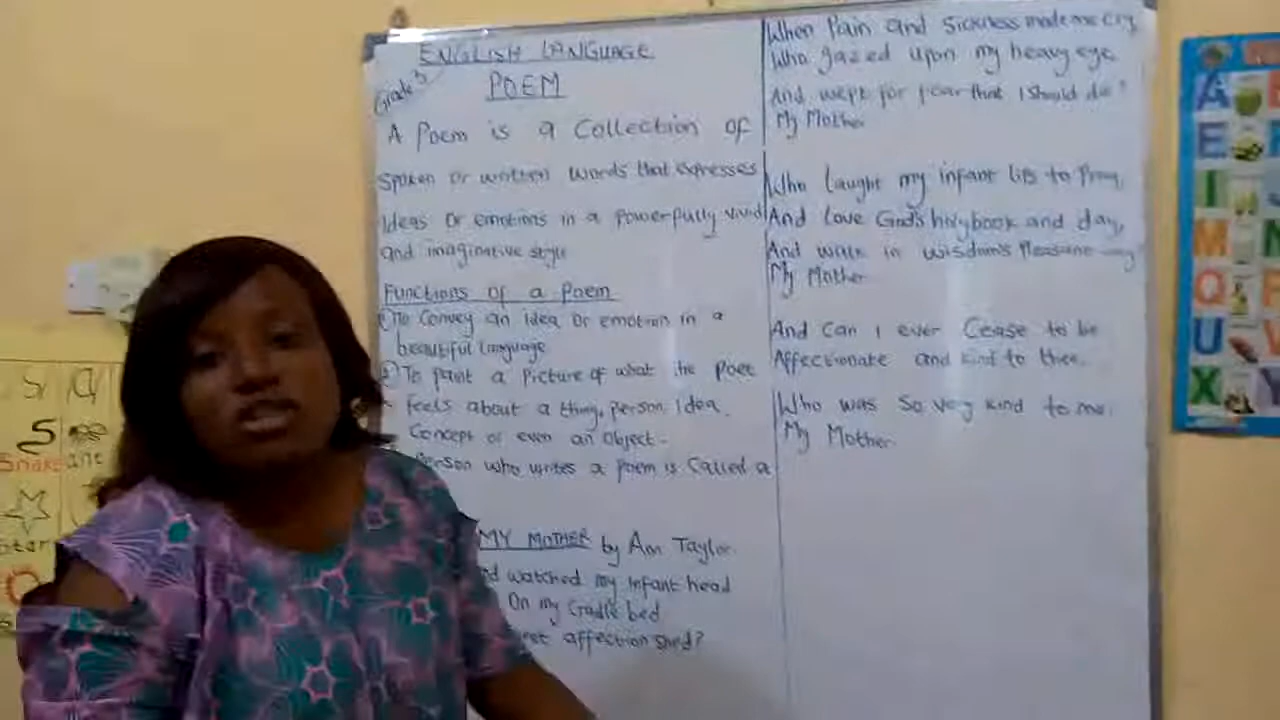 ENGLISH LANGUAGE
Grade 3
POEM
A Poem is a Collection of
Spoken or written words that expresses
Ideas or emotions in a powerfully vivid
and imaginative style
Functions of a Poem
To Convey an idea or emotion in a
beautiful language
To paint a picture of what the poet
feels about a thing, person, Idea,
Concept or even an object.
Person who writes a poem is Called a
MY MOTHER by Ann Taylor
watched my infant head
On my Cradle bed
affection shed?
When Pain and Sickness made me cry,
Who gazed upon my heavy eye,
And wept for fear that I should die?
My Mother
Who taught my infant lips to Pray,
And love God's holybook and day,
And walk in wisdom's Pleasant way?
My Mother
And can I ever Cease to be
Affectionate and kind to thee,
Who was So very kind to me,
My Mother.
Snake
ant
Star
A
E
I
M
Q
U
X
Y